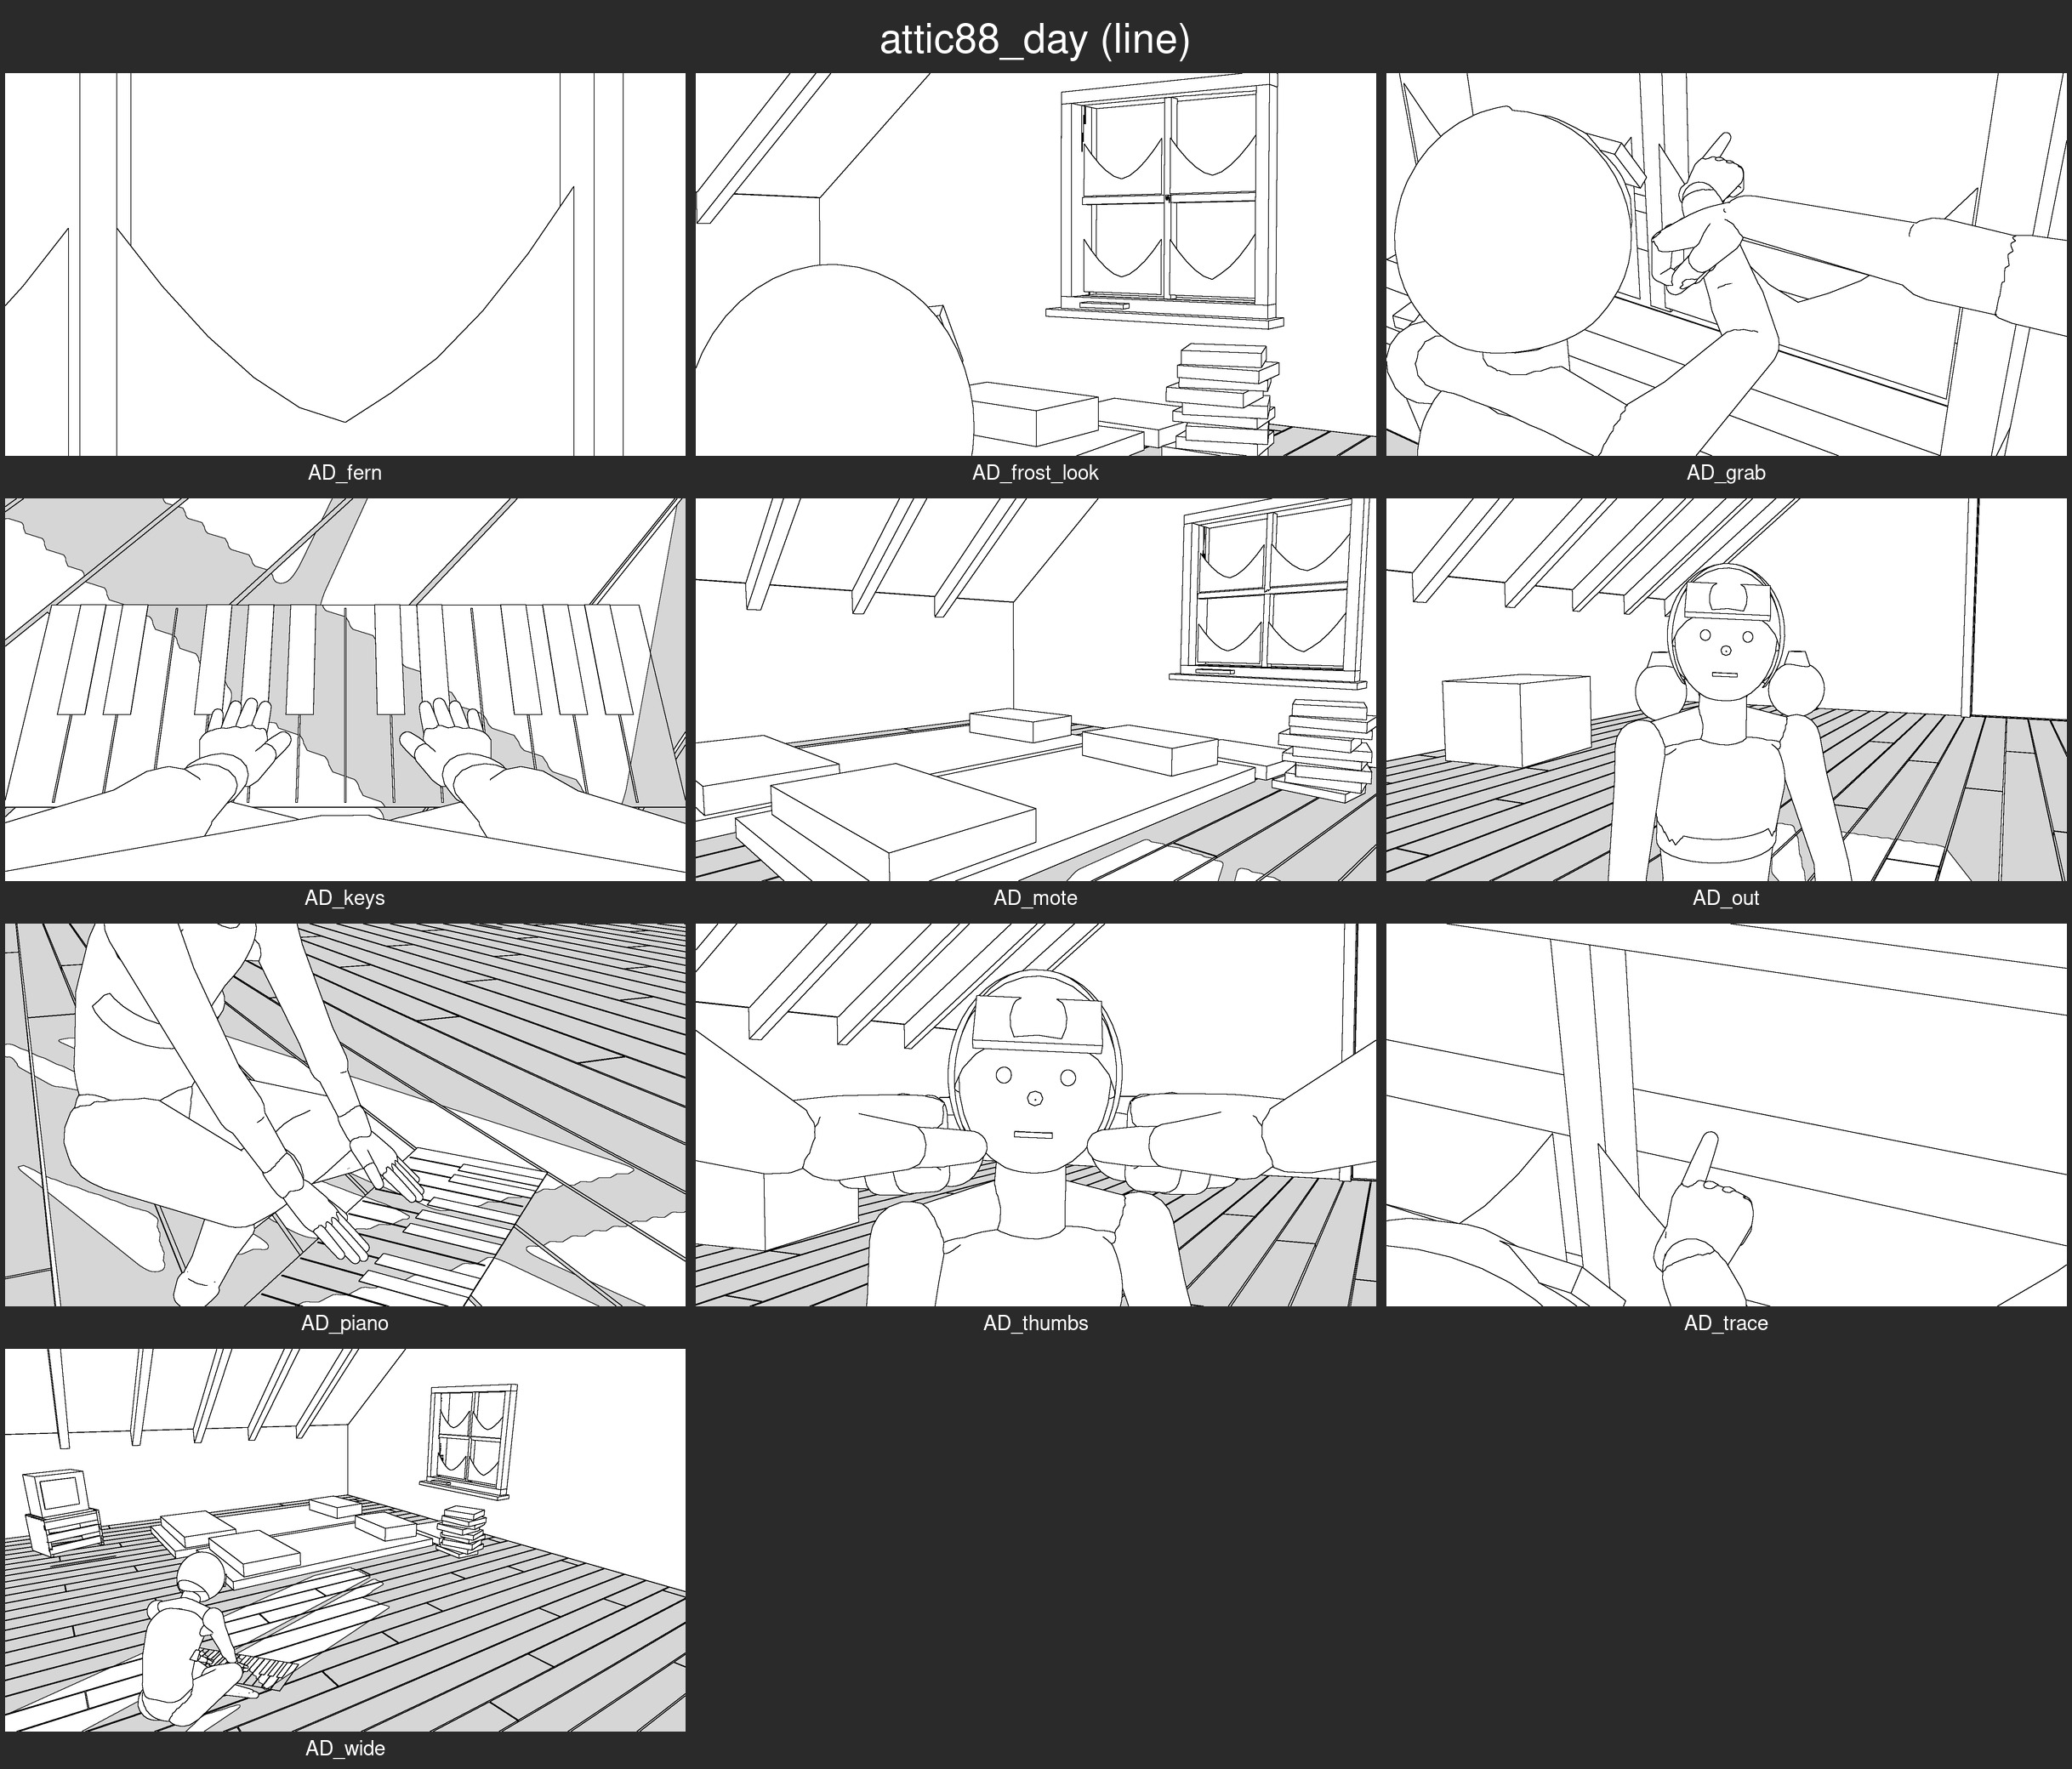 attic88_day (line)
AD_fern
AD_frost_look
AD_grab
AD_keys
AD_mote
AD_out
AD_piano
AD_thumbs
AD_trace
AD_wide